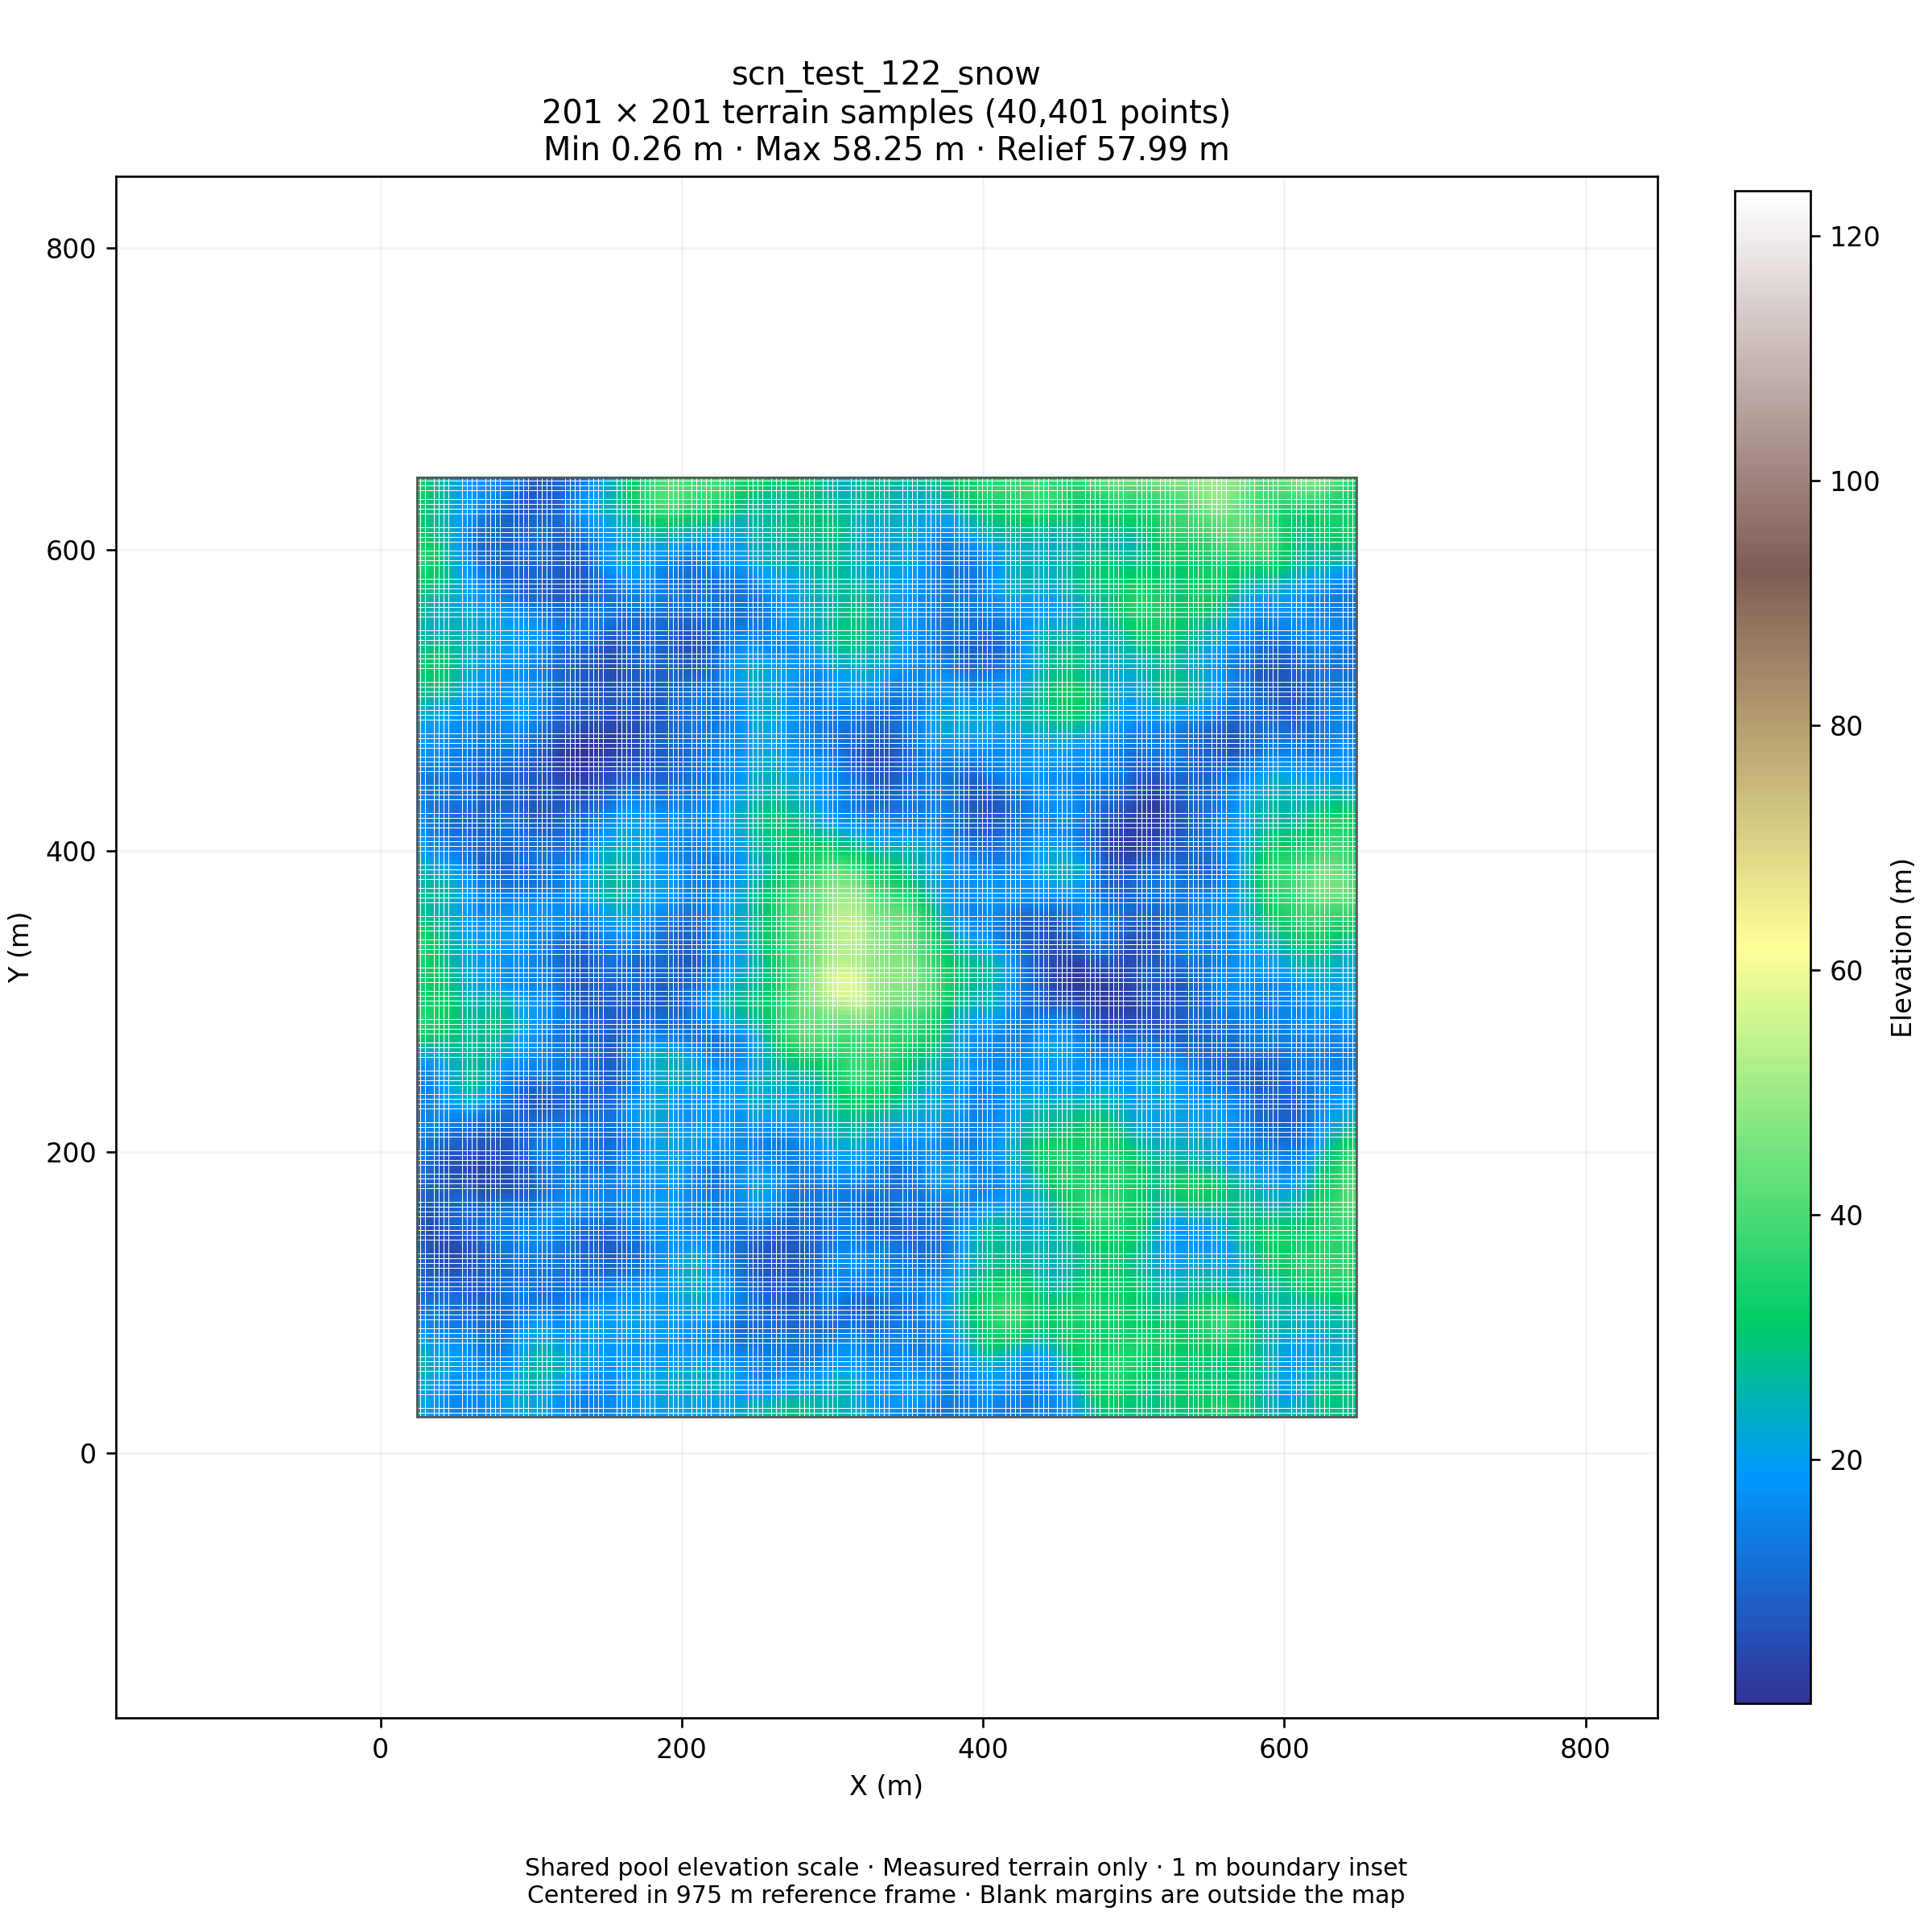 scn_test_122_snow
201 × 201 terrain samples (40,401 points)
Min 0.26 m · Max 58.25 m · Relief 57.99 m
800
600
400
200
0
Y (m)
0
200
400
600
800
X (m)
120
100
80
60
40
20
Elevation (m)
Shared pool elevation scale · Measured terrain only · 1 m boundary inset
Centered in 975 m reference frame · Blank margins are outside the map